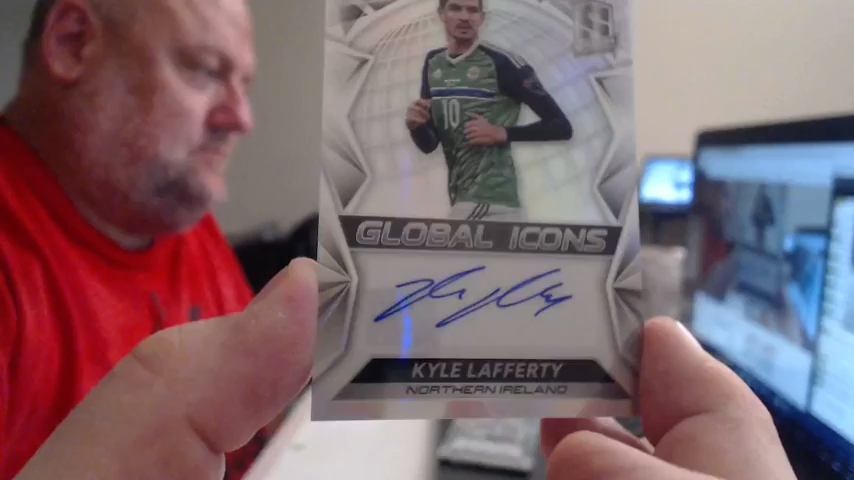 10
GLOBAL ICONS
KYLE LAFFERTY
NORTHERN IRELAND